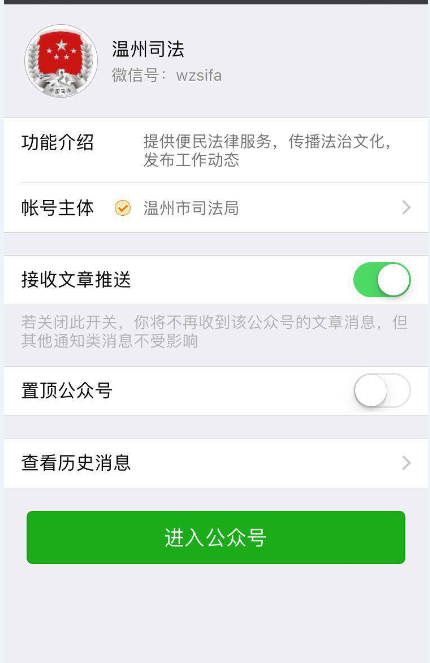 温州司法
微信号：wzsifa
功能介绍
提供便民法律服务，传播法治文化，
发布工作动态
帐号主体
温州市司法局
接收文章推送
若关闭此开关，你将不再收到该公众号的文章消息，但
其他通知类消息不受影响
置顶公众号
查看历史消息
进入公众号